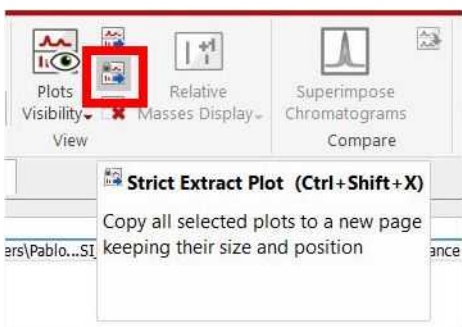 Plots
Visibility
Relative
Masses Display
Superimpose
Chromatograms
View
Compare
Strict Extract Plot (Ctrl+Shift+X)
Copy all selected plots to a new page
keeping their size and position
ers\Pablo...SI
ance